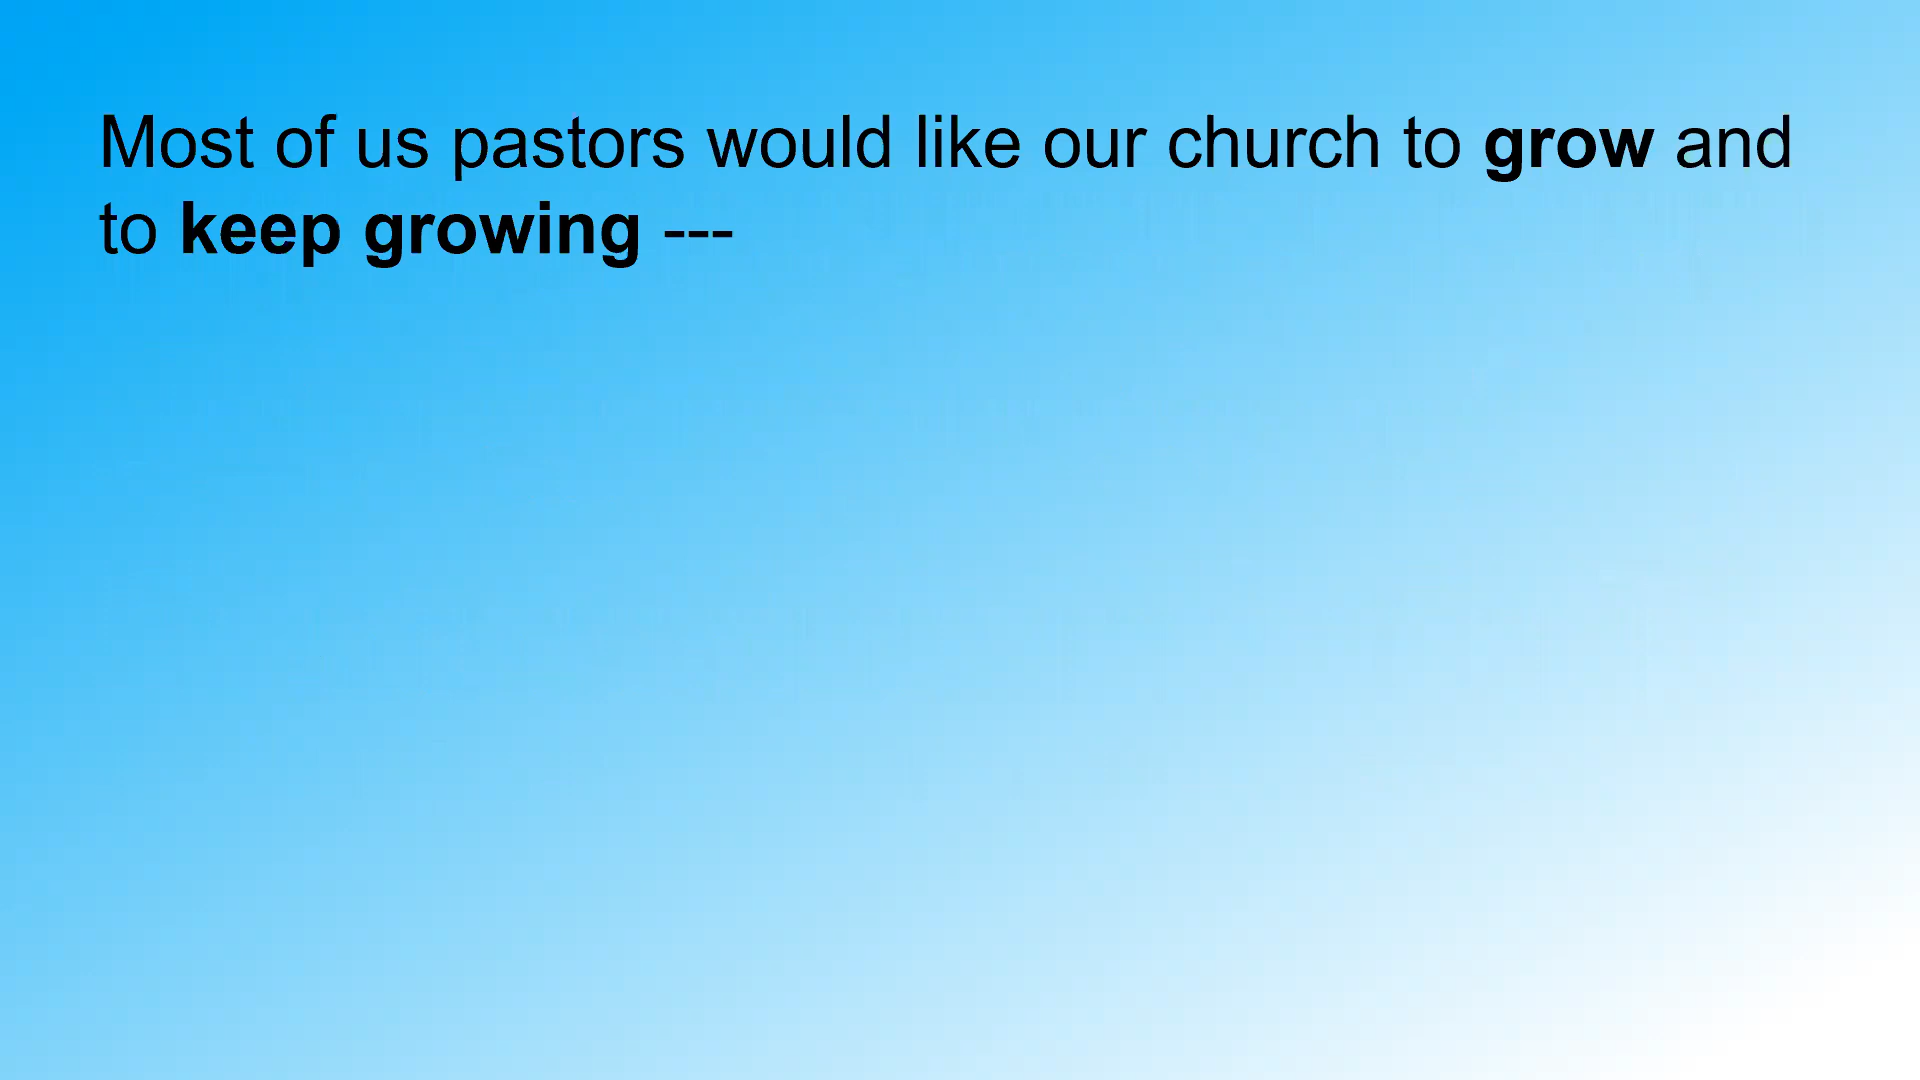 Most of us pastors would like our church to grow and
to keep growing ---